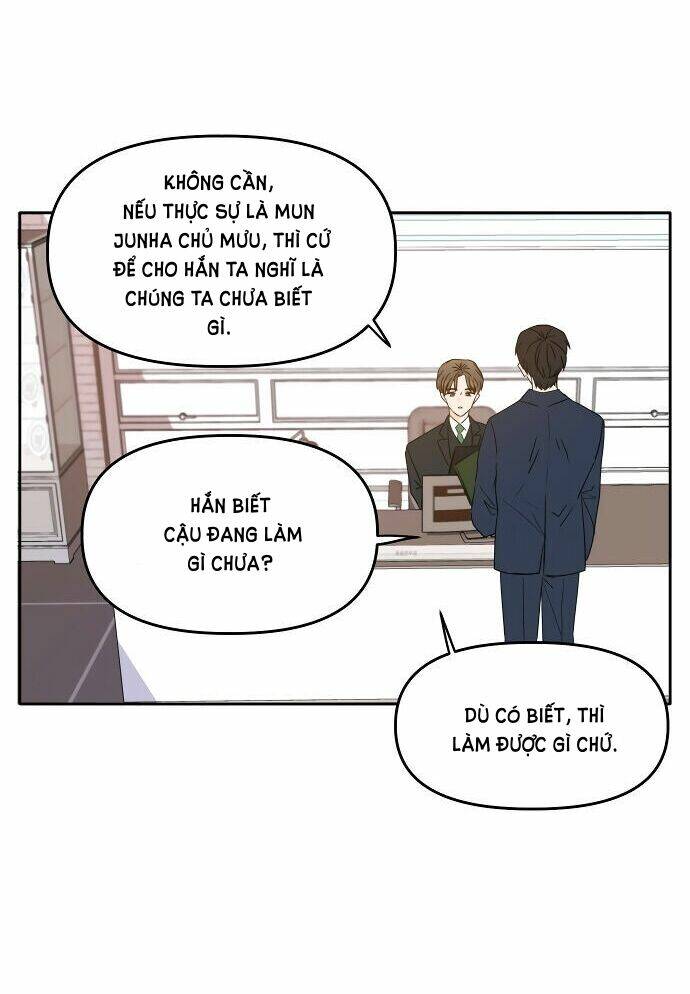 KHÔNG CẦN,
NẾU THỰC SỰ LÀ MUN
JUNHA CHỦ MƯU, THÌ CỨ
ĐỂ CHO HẮN TA NGHĨ LÀ
CHÚNG TA CHƯA BIẾT
GÌ.
HẮN BIẾT
CẬU ĐANG LÀM
GÌ CHƯA?
DÙ CÓ BIẾT, THÌ
LÀM ĐƯỢC GÌ CHỨ.